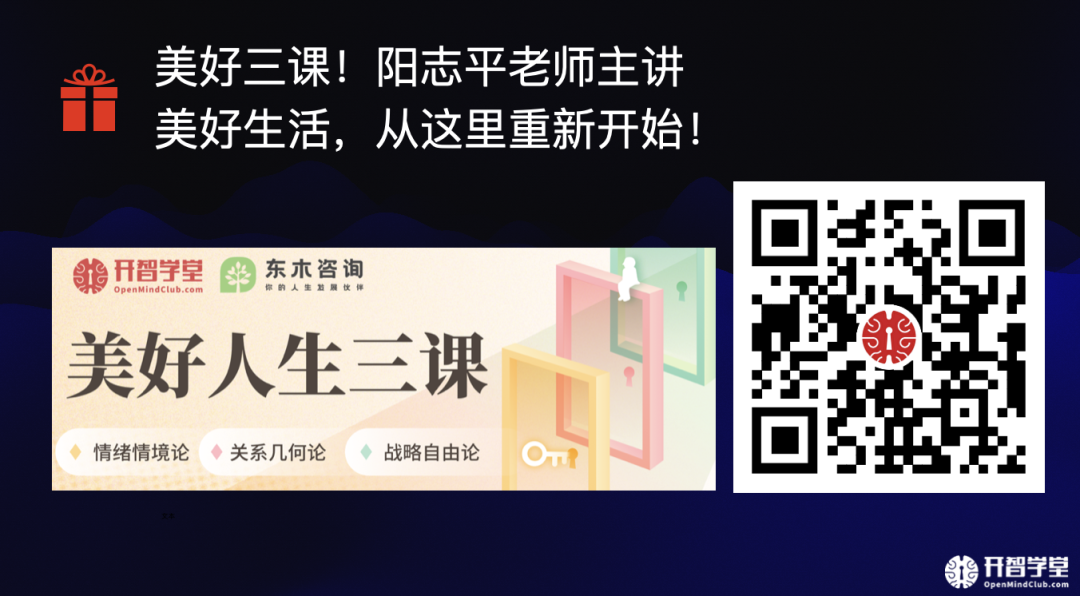 美好三课！阳志平老师主讲
美好生活，从这里重新开始！
开智学堂
OpenMindClub.com
东木咨询
你的人生发展伙伴
美好人生三课
情绪情境论
关系几何论
战略自由论
开智学堂
OpenMindClub.com